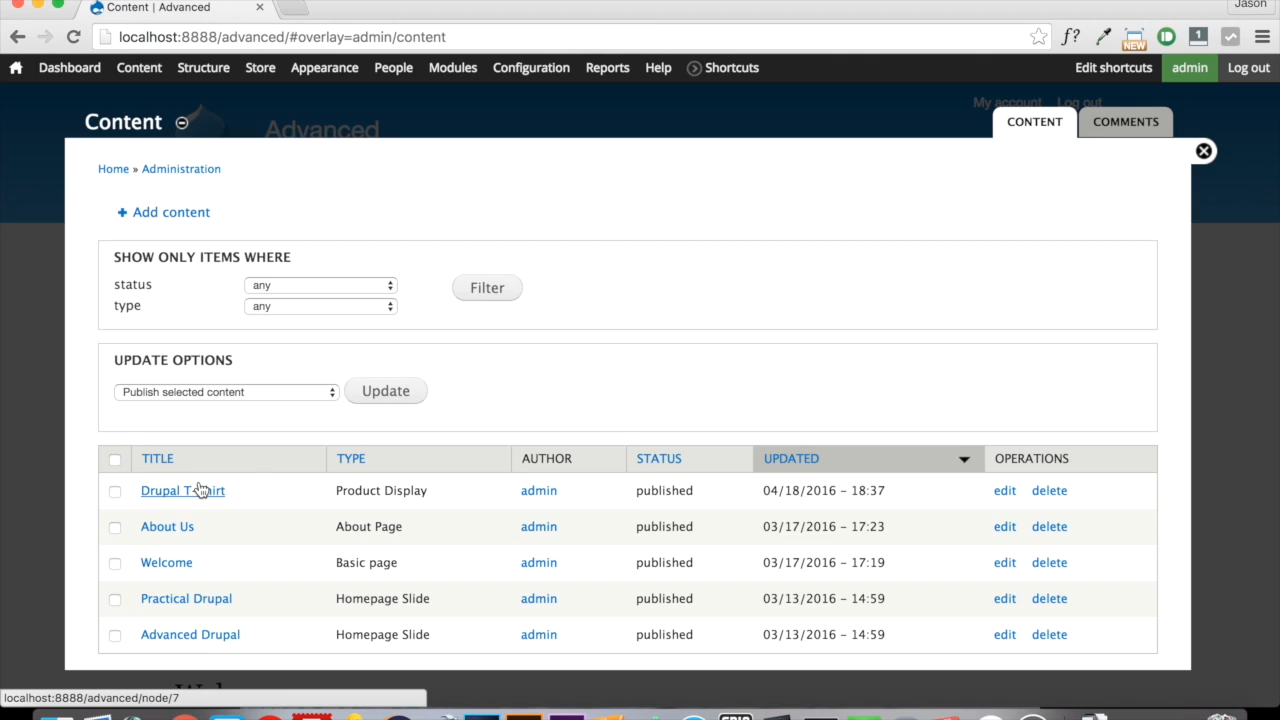 Jason
Content | Advanced
localhost:8888/advanced/#overlay=admin/content
f? NEW 1
Dashboard Content Structure Store Appearance People Modules Configuration Reports Help Shortcuts Edit shortcuts admin Log out
My account Log out
Content Advanced CONTENT COMMENTS
Home » Administration
+ Add content
SHOW ONLY ITEMS WHERE
status any Filter
type any
UPDATE OPTIONS
Publish selected content Update
TITLE TYPE AUTHOR STATUS UPDATED OPERATIONS
Drupal T-shirt Product Display admin published 04/18/2016 - 18:37 edit delete
About Us About Page admin published 03/17/2016 - 17:23 edit delete
Welcome Basic page admin published 03/17/2016 - 17:19 edit delete
Practical Drupal Homepage Slide admin published 03/13/2016 - 14:59 edit delete
Advanced Drupal Homepage Slide admin published 03/13/2016 - 14:59 edit delete
localhost:8888/advanced/node/7